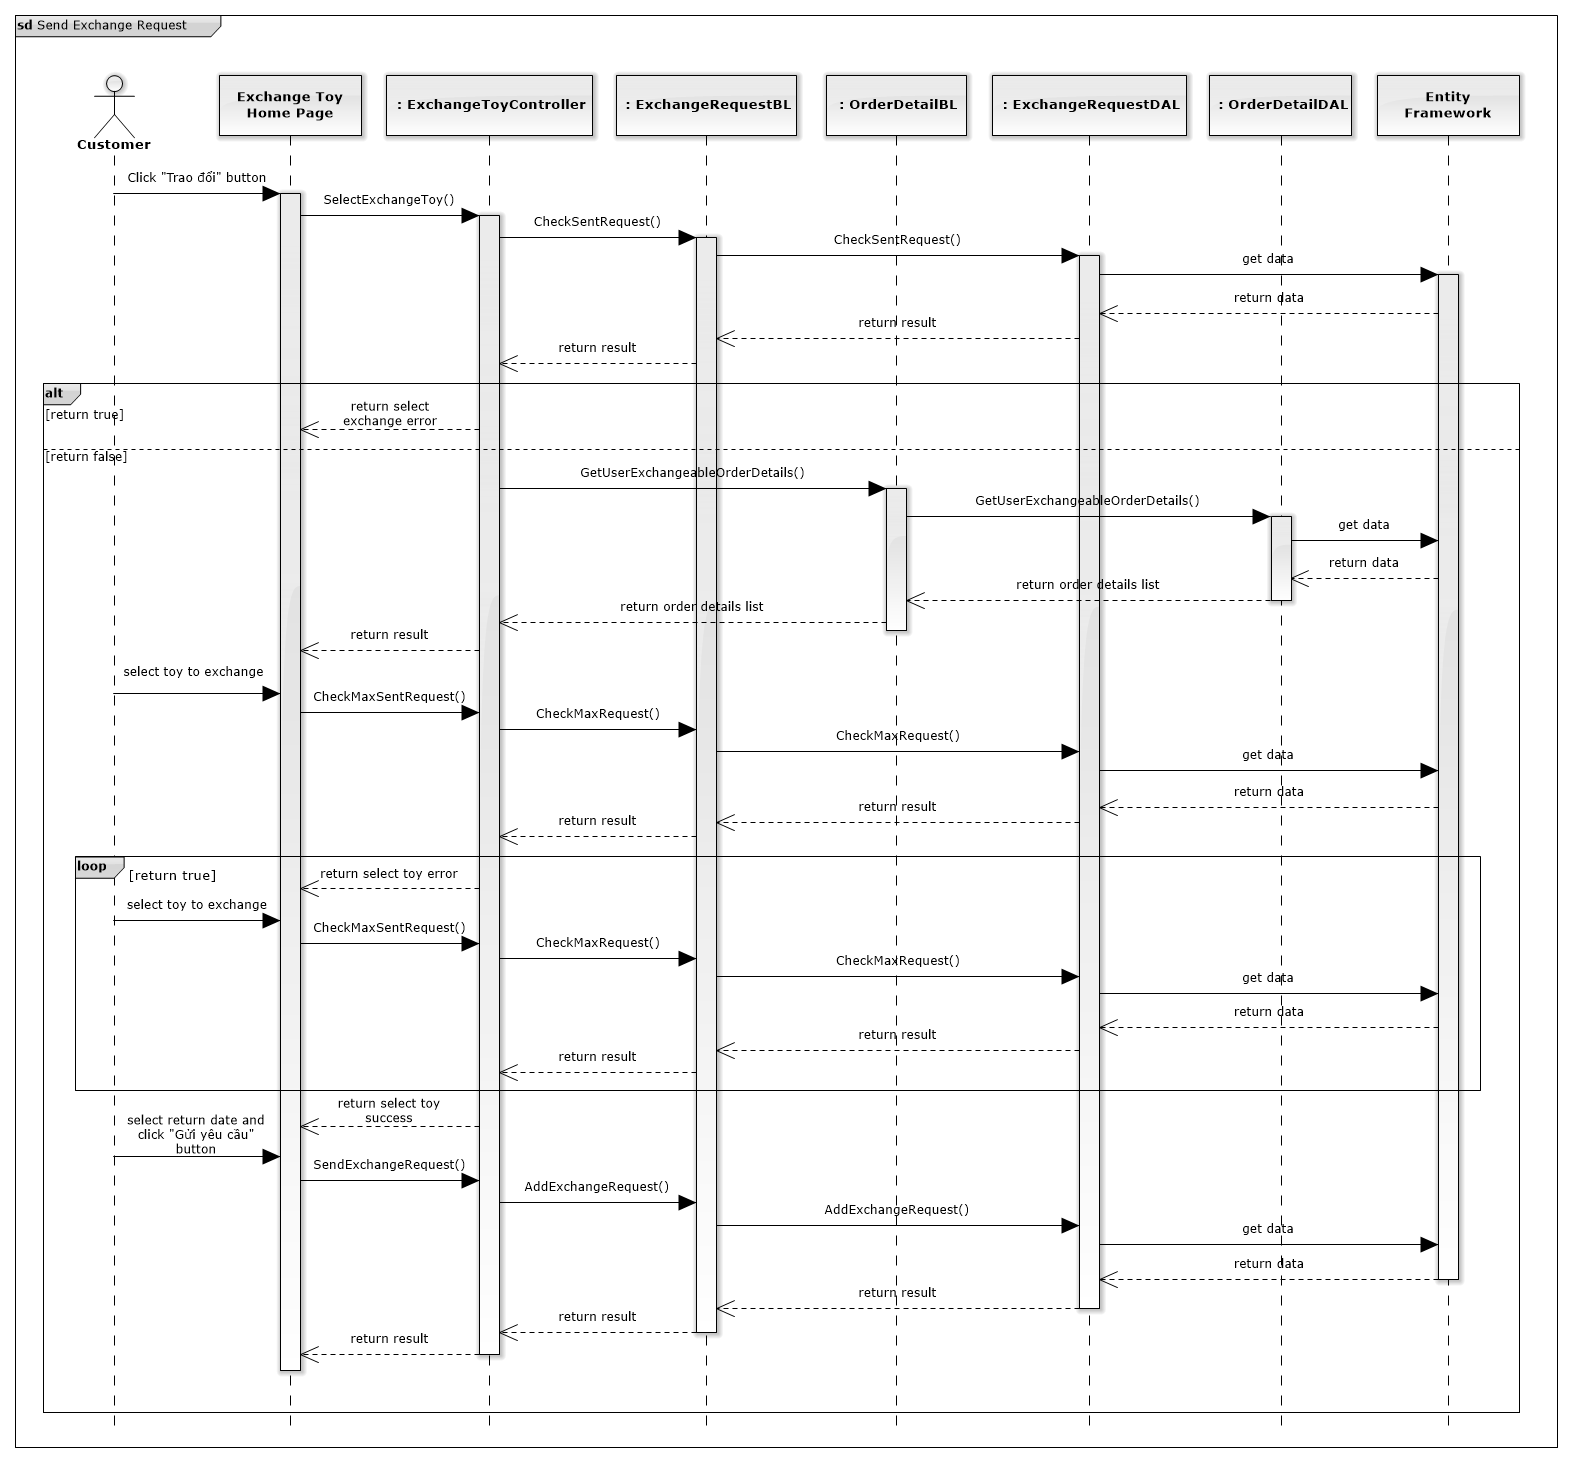 sd Send Exchange Request
Customer
Exchange Toy
Home Page
: ExchangeToyController
: ExchangeRequestBL
: OrderDetailBL
: ExchangeRequestDAL
: OrderDetailDAL
Entity
Framework
Click "Trao đổi" button
SelectExchangeToy()
CheckSentRequest()
CheckSentRequest()
get data
return data
return result
return result
alt
[return true]
return select
exchange error
[return false]
GetUserExchangeableOrderDetails()
GetUserExchangeableOrderDetails()
get data
return data
return order details list
return order details list
return result
select toy to exchange
CheckMaxSentRequest()
CheckMaxRequest()
CheckMaxRequest()
get data
return data
return result
return result
loop
[return true]
return select toy error
select toy to exchange
CheckMaxSentRequest()
CheckMaxRequest()
CheckMaxRequest()
get data
return data
return result
return result
return select toy
success
select return date and
click "Gửi yêu cầu"
button
SendExchangeRequest()
AddExchangeRequest()
AddExchangeRequest()
get data
return data
return result
return result
return result